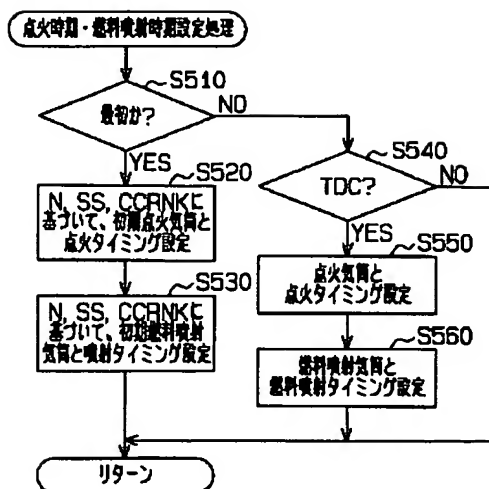 点火時期・燃料噴射時期設定処理
S510
最初か?
NO
YES
S520
N, SS, CCRNKに
基づいて、初期点火気筒と
点火タイミング設定
S530
N, SS, CCRNKに
基づいて、初期燃料噴射
気筒と噴射タイミング設定
S540
TDC?
NO
YES
S550
点火気筒と
点火タイミング設定
S560
燃料噴射気筒と
燃料噴射タイミング設定
リターン